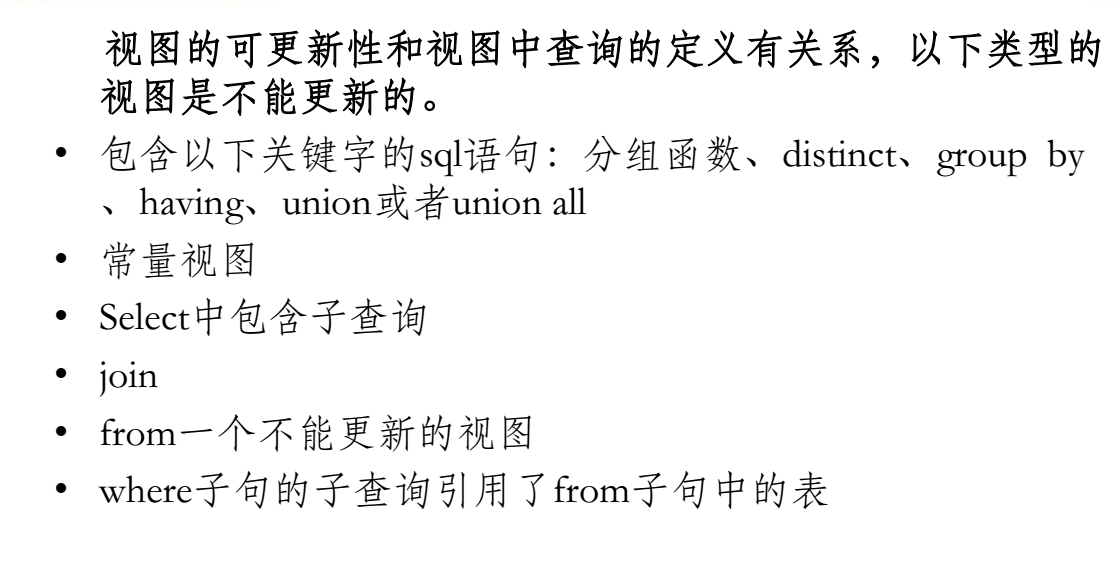 视图的可更新性和视图中查询的定义有关系，以下类型的
视图是不能更新的。
• 包含以下关键字的sql语句：分组函数、distinct、group by
、having、union或者union all
• 常量视图
• Select中包含子查询
• join
• from一个不能更新的视图
• where子句的子查询引用了from子句中的表